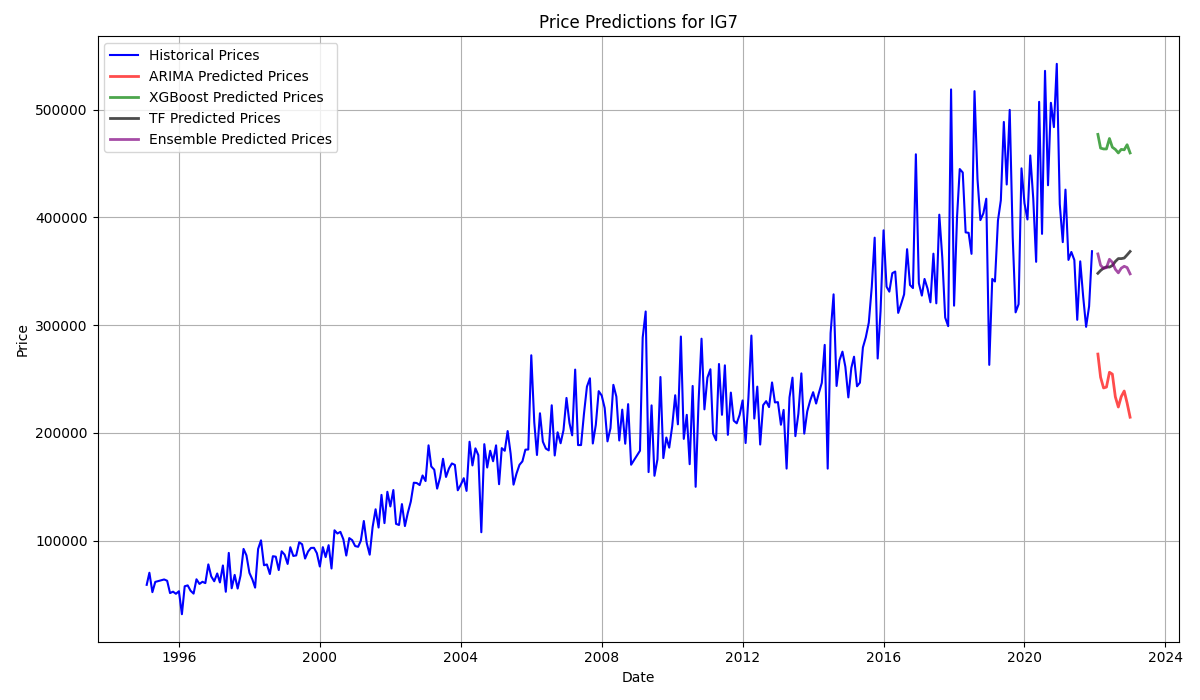 Price Predictions for IG7
Historical Prices
ARIMA Predicted Prices
XGBoost Predicted Prices
TF Predicted Prices
Ensemble Predicted Prices
500000
400000
300000
200000
100000
Price
1996 2000 2004 2008 2012 2016 2020 2024
Date